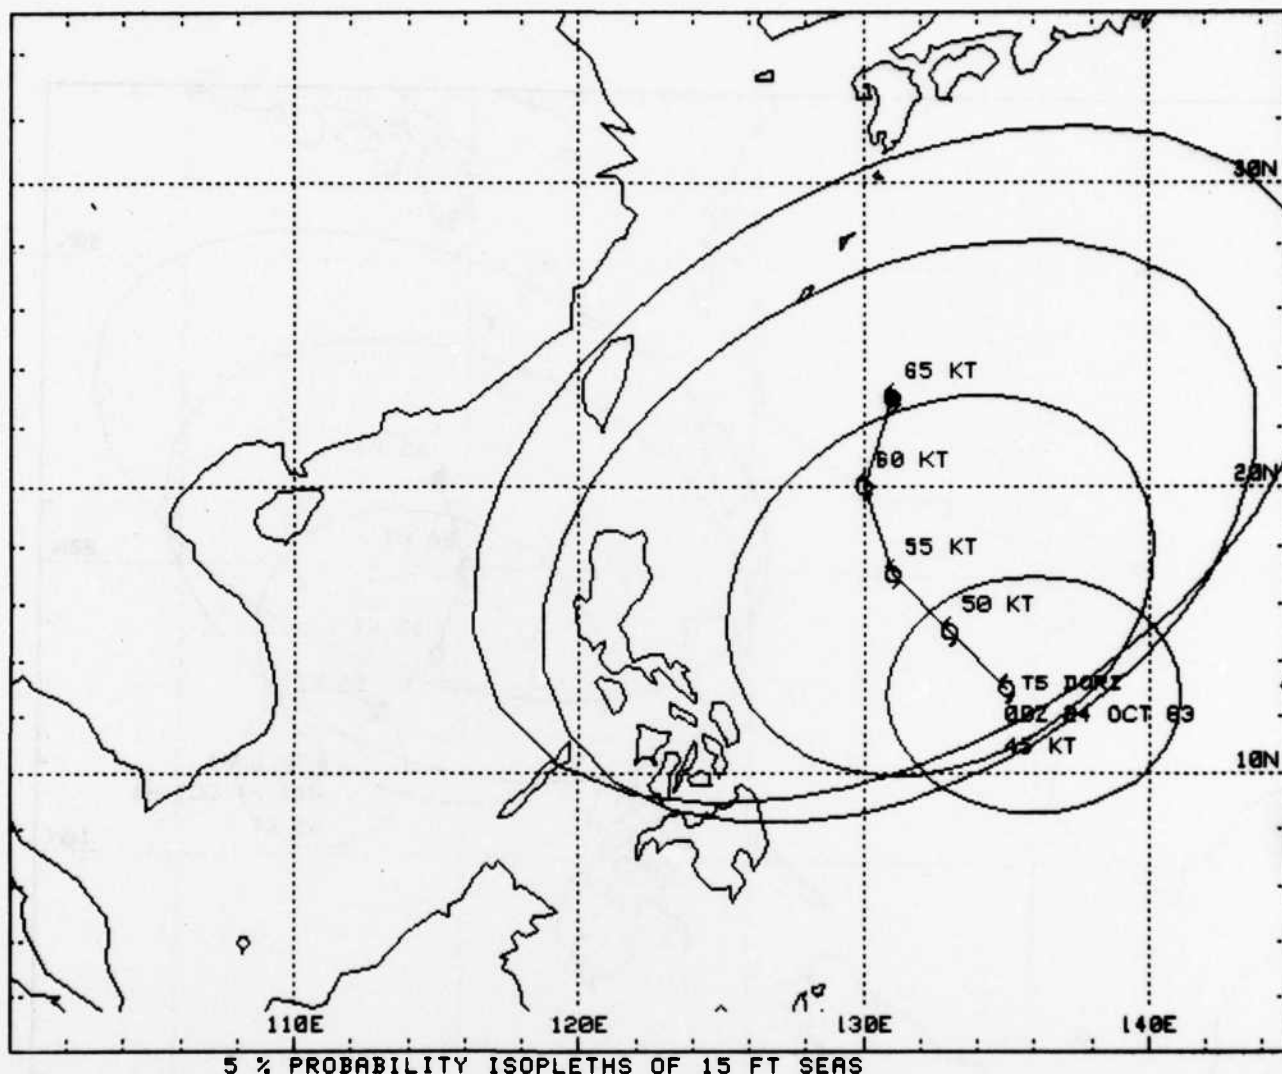 30N
65 KT
60 KT
20N
55 KT
50 KT
TS DORI
00Z 04 OCT 83
45 KT
10N
110E 120E 130E 140E
5 % PROBABILITY ISOPLETHS OF 15 FT SEAS